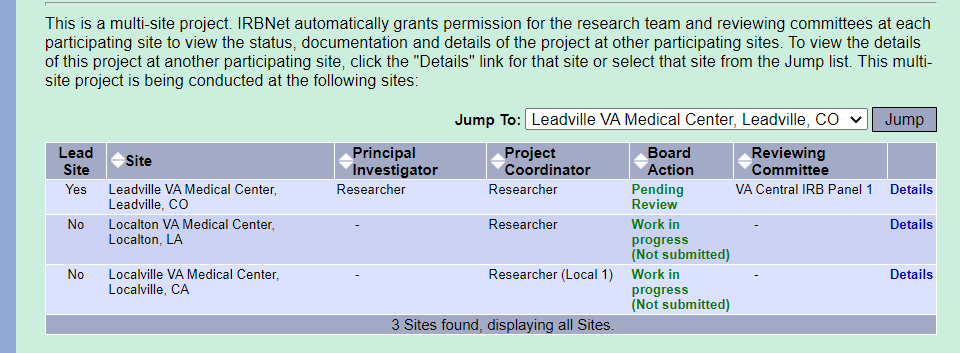 This is a multi-site project. IRBNet automatically grants permission for the research team and reviewing committees at each
participating site to view the status, documentation and details of the project at other participating sites. To view the details
of this project at another participating site, click the "Details" link for that site or select that site from the Jump list. This multi-
site project is being conducted at the following sites:
Jump To: Leadville VA Medical Center, Leadville, CO Jump
Lead Site Site Principal Investigator Project Coordinator Board Action Reviewing Committee
Yes Leadville VA Medical Center, Leadville, CO Researcher Researcher Pending Review VA Central IRB Panel 1 Details
No Localton VA Medical Center, Localton, LA - Researcher Work in progress (Not submitted) - Details
No Localville VA Medical Center, Localville, CA - Researcher (Local 1) Work in progress (Not submitted) - Details
3 Sites found, displaying all Sites.